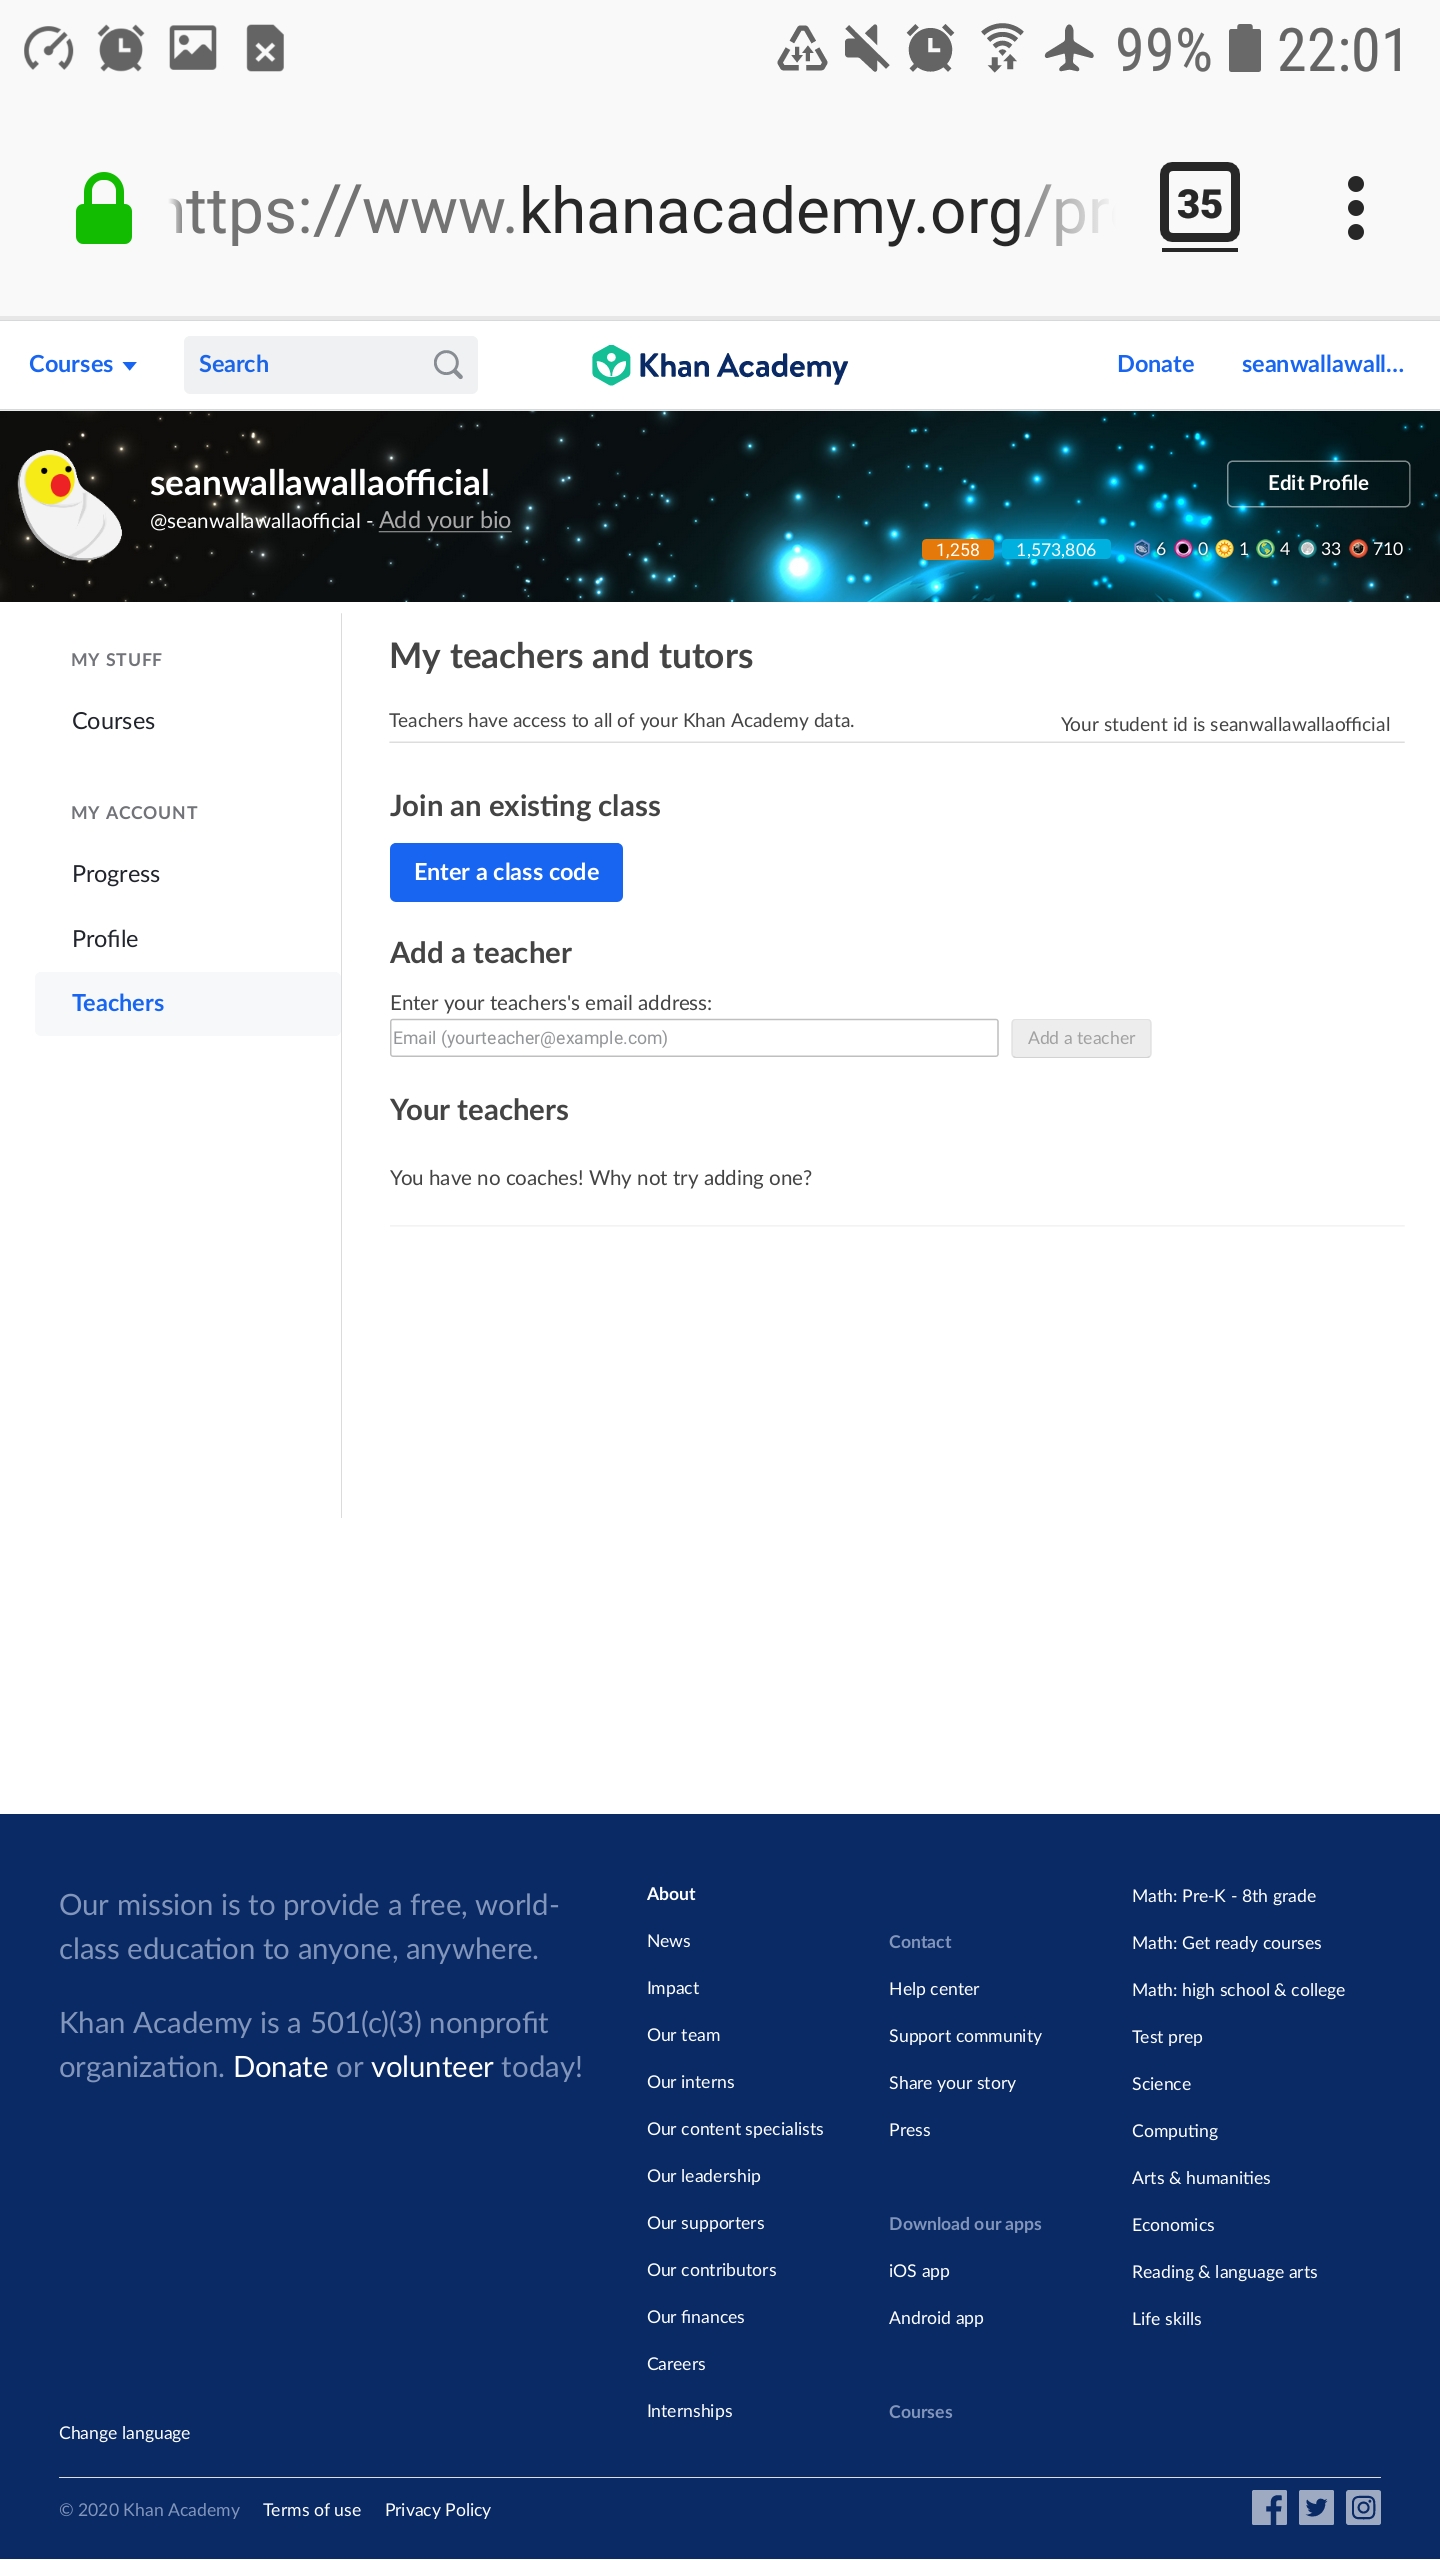 99% 22:01
https://www.khanacademy.org/pr
35
Courses Search Khan Academy Donate seanwallawall...
seanwallawallaofficial
@seanwallawallaofficial - Add your bio
Edit Profile
1,258 1,573,806 6 0 1 4 33 710
MY STUFF
Courses
MY ACCOUNT
Progress
Profile
Teachers
My teachers and tutors
Teachers have access to all of your Khan Academy data.
Your student id is seanwallawallaofficial
Join an existing class
Enter a class code
Add a teacher
Enter your teachers's email address:
Email (yourteacher@example.com) Add a teacher
Your teachers
You have no coaches! Why not try adding one?
Our mission is to provide a free, world-
class education to anyone, anywhere.
Khan Academy is a 501(c)(3) nonprofit
organization. Donate or volunteer today!
About
News
Impact
Our team
Our interns
Our content specialists
Our leadership
Our supporters
Our contributors
Our finances
Careers
Internships
Contact
Help center
Support community
Share your story
Press
Download our apps
iOS app
Android app
Courses
Math: Pre-K - 8th grade
Math: Get ready courses
Math: high school & college
Test prep
Science
Computing
Arts & humanities
Economics
Reading & language arts
Life skills
Change language
© 2020 Khan Academy Terms of use Privacy Policy